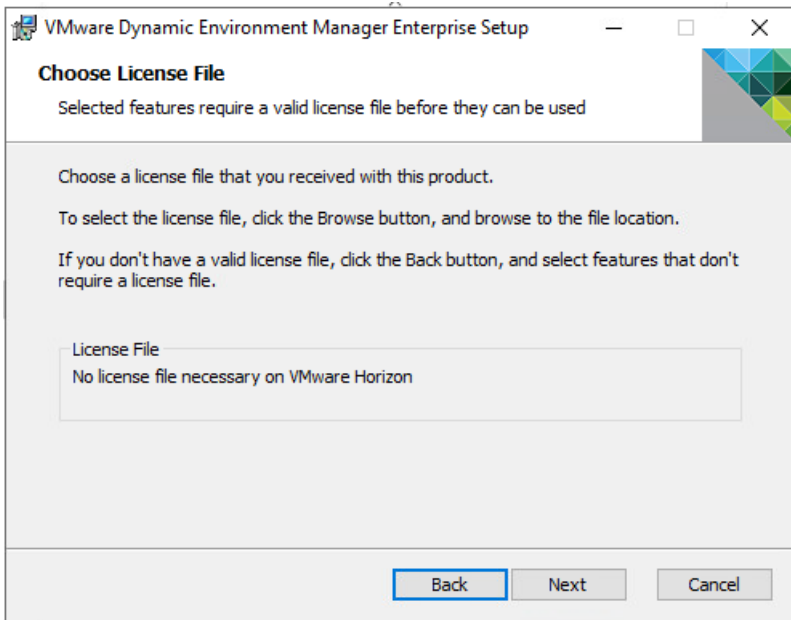 VMware Dynamic Environment Manager Enterprise Setup
Choose License File
Selected features require a valid license file before they can be used
Choose a license file that you received with this product.
To select the license file, click the Browse button, and browse to the file location.
If you don't have a valid license file, click the Back button, and select features that don't
require a license file.
License File
No license file necessary on VMware Horizon
Back Next Cancel